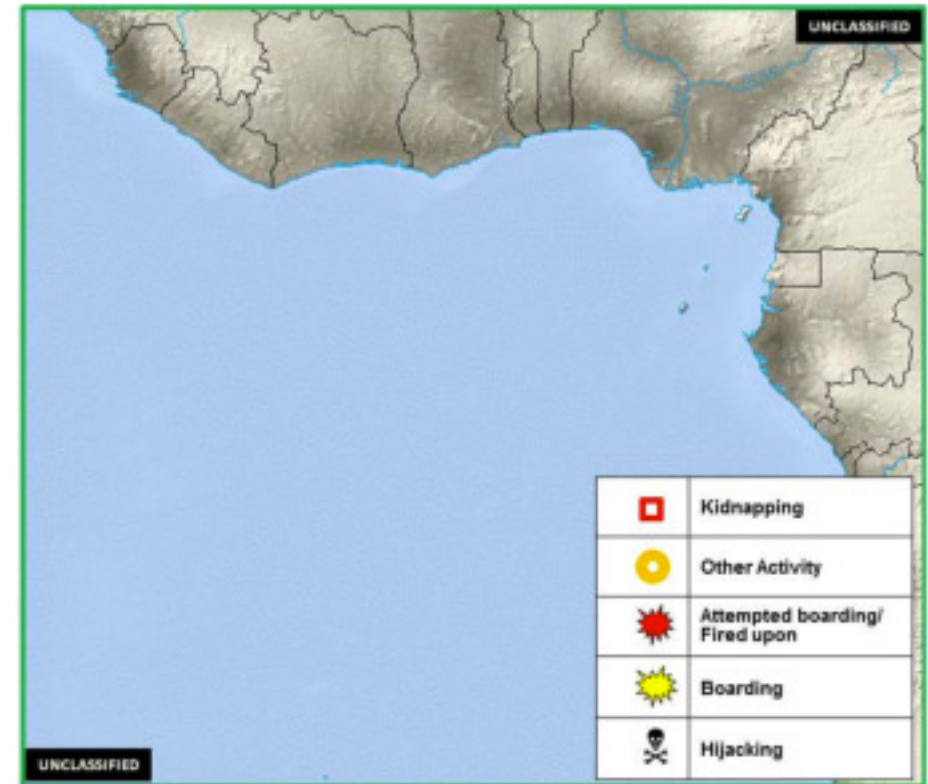 UNCLASSIFIED
Kidnapping
Other Activity
Attempted boarding/
Fired upon
Boarding
Hijacking
UNCLASSIFIED